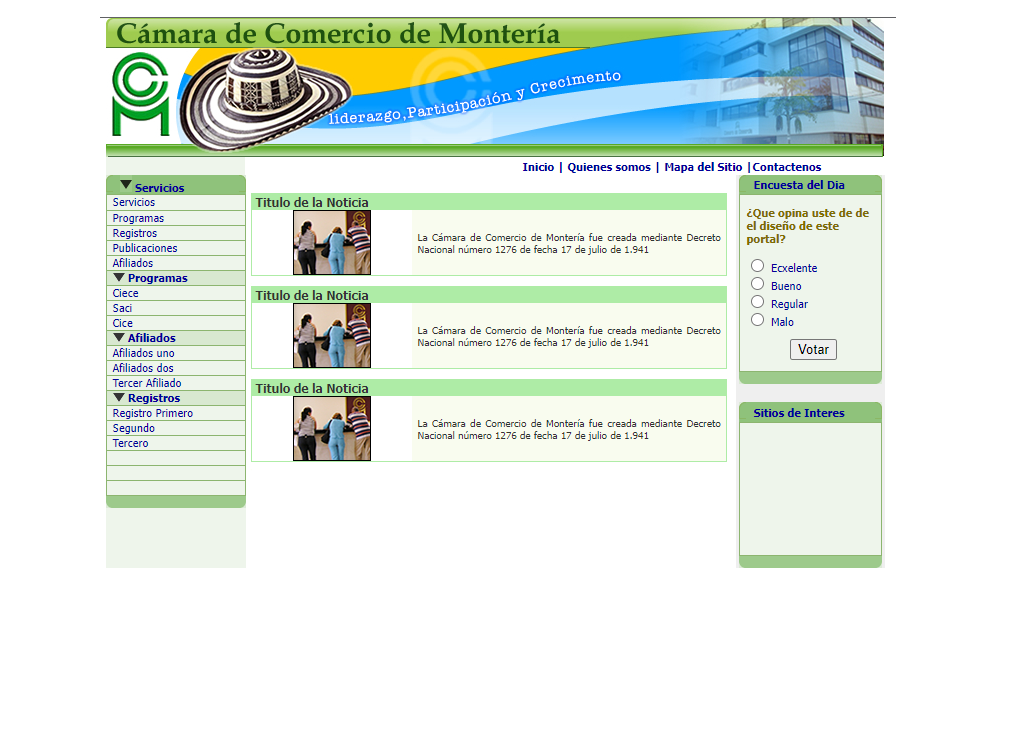 Cámara de Comercio de Montería
liderazgo,Participación y Crecimiento
Inicio | Quienes somos | Mapa del Sitio |Contactenos
Servicios
Servicios
Programas
Registros
Publicaciones
Afiliados
Programas
Ciece
Saci
Cice
Afiliados
Afiliados uno
Afiliados dos
Tercer Afiliado
Registros
Registro Primero
Segundo
Tercero
Titulo de la Noticia
La Cámara de Comercio de Montería fue creada mediante Decreto
Nacional número 1276 de fecha 17 de julio de 1.941
Titulo de la Noticia
La Cámara de Comercio de Montería fue creada mediante Decreto
Nacional número 1276 de fecha 17 de julio de 1.941
Titulo de la Noticia
La Cámara de Comercio de Montería fue creada mediante Decreto
Nacional número 1276 de fecha 17 de julio de 1.941
Encuesta del Dia
¿Que opina uste de de
el diseño de este
portal?
Ecxelente
Bueno
Regular
Malo
Votar
Sitios de Interes